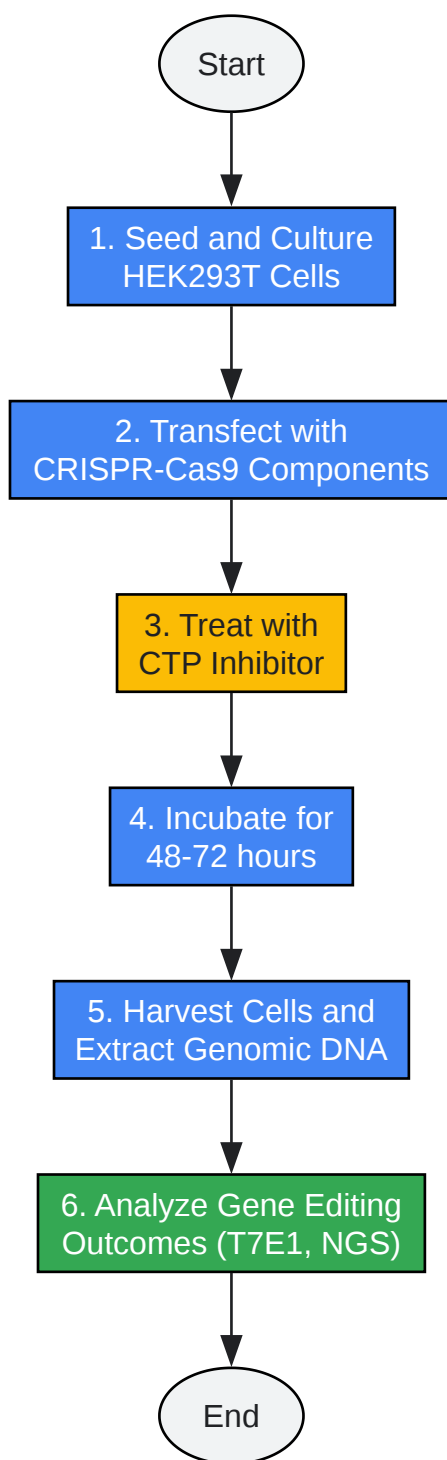 Start
1. Seed and Culture
HEK293T Cells
2. Transfect with
CRISPR-Cas9 Components
3. Treat with
CTP Inhibitor
4. Incubate for
48-72 hours
5. Harvest Cells and
Extract Genomic DNA
6. Analyze Gene Editing
Outcomes (T7E1, NGS)
End